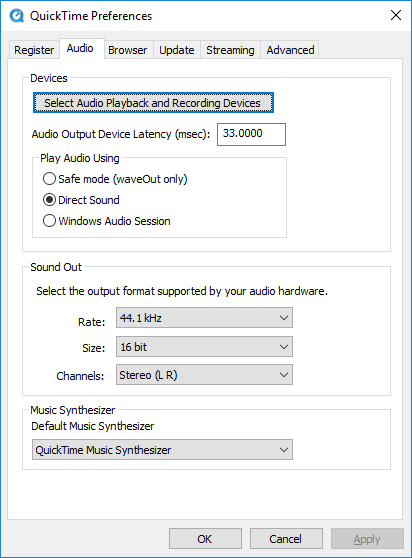 QuickTime Preferences
Register Audio Browser Update Streaming Advanced
Devices
Select Audio Playback and Recording Devices
Audio Output Device Latency (msec): 33.0000
Play Audio Using
Safe mode (waveOut only)
Direct Sound
Windows Audio Session
Sound Out
Select the output format supported by your audio hardware.
Rate: 44.1 kHz
Size: 16 bit
Channels: Stereo (L R)
Music Synthesizer
Default Music Synthesizer
QuickTime Music Synthesizer
OK Cancel Apply